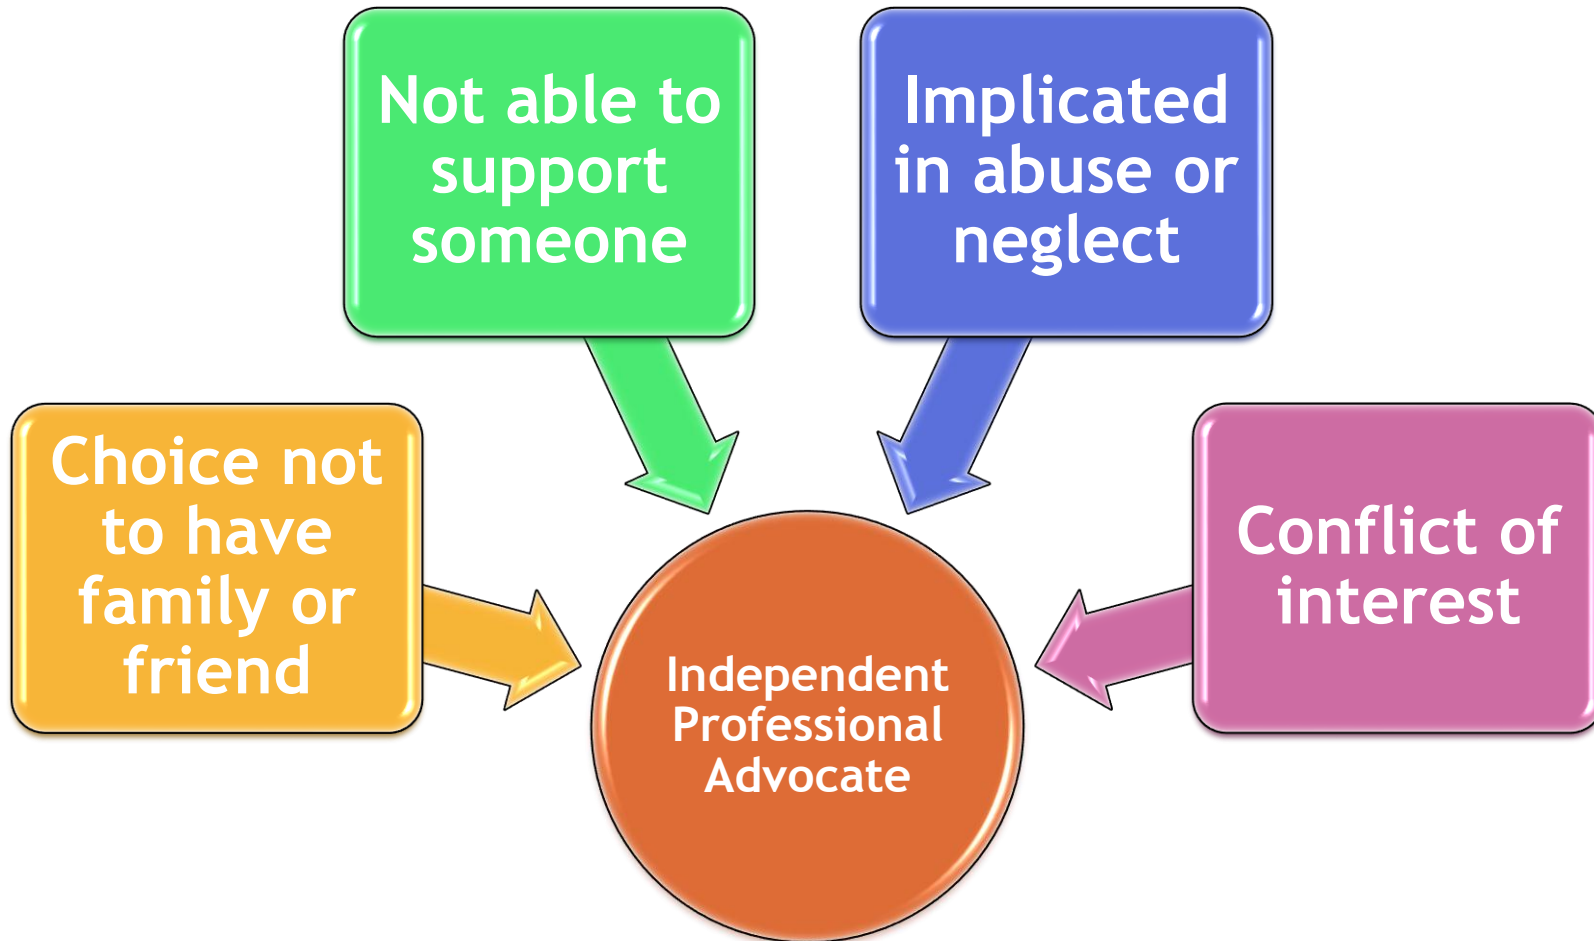 Not able to
support
someone
Implicated
in abuse or
neglect
Choice not
to have
family or
friend
Conflict of
interest
Independent
Professional
Advocate